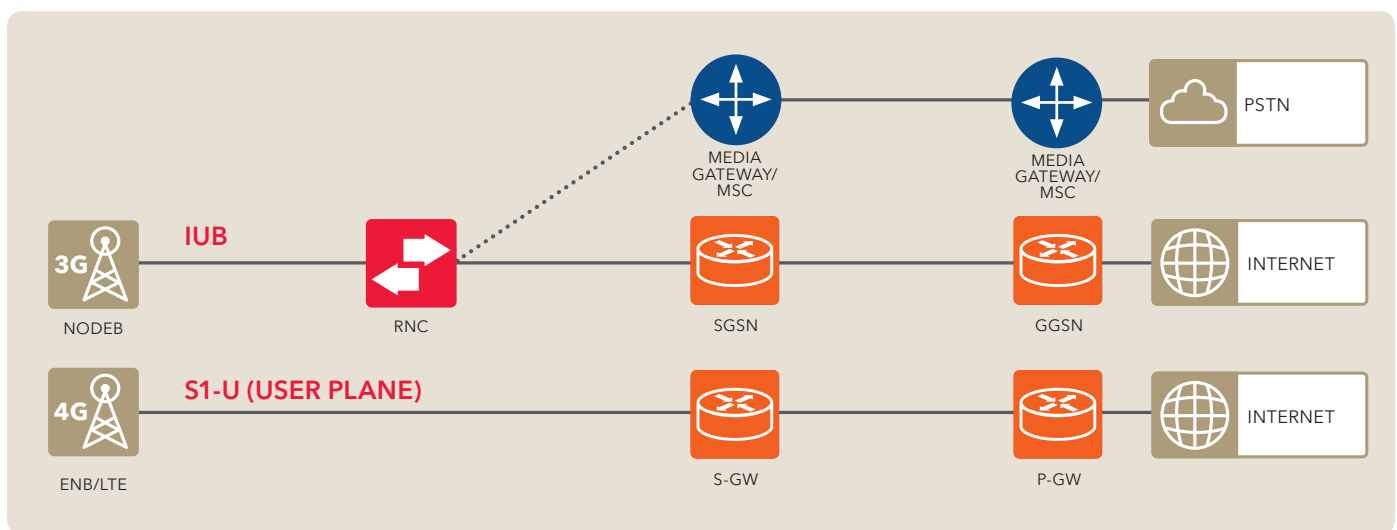 MEDIA
GATEWAY/
MSC
MEDIA
GATEWAY/
MSC
PSTN
3G
NODEB
IUB
RNC
SGSN
GGSN
INTERNET
4G
ENB/LTE
S1-U (USER PLANE)
S-GW
P-GW
INTERNET